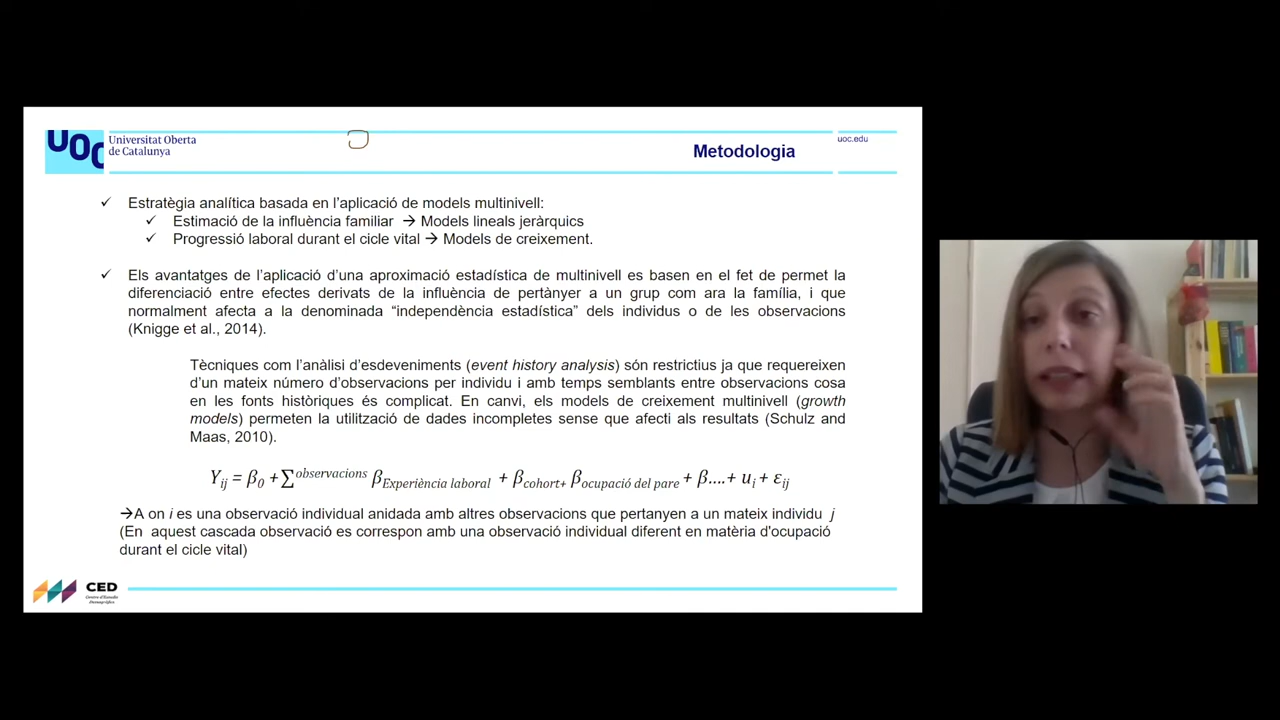 UOC
Universitat Oberta
de Catalunya
Metodologia
uoc.edu
✓ Estratègia analítica basada en l’aplicació de models multinivell:
✓ Estimació de la influència familiar → Models lineals jeràrquics
✓ Progressió laboral durant el cicle vital → Models de creixement.
✓ Els avantatges de l’aplicació d’una aproximació estadística de multinivell es basen en el fet de permet la
diferenciació entre efectes derivats de la influència de pertànyer a un grup com ara la família, i que
normalment afecta a la denominada “independència estadística” dels individus o de les observacions
(Knigge et al., 2014).
Tècniques com l’anàlisi d’esdeveniments (event history analysis) són restrictius ja que requereixen
d’un mateix número d’observacions per individu i amb temps semblants entre observacions cosa
en les fonts històriques és complicat. En canvi, els models de creixement multinivell (growth
models) permeten la utilització de dades incompletes sense que afecti als resultats (Schulz and
Maas, 2010).
Yij = β0 + ∑observacions βExperiència laboral + βcohort+ βocupació del pare + β....+ ui + εij
→A on i es una observació individual anidada amb altres observacions que pertanyen a un mateix individu j
(En aquest cascada observació es correspon amb una observació individual diferent en matèria d'ocupació
durant el cicle vital)
CED